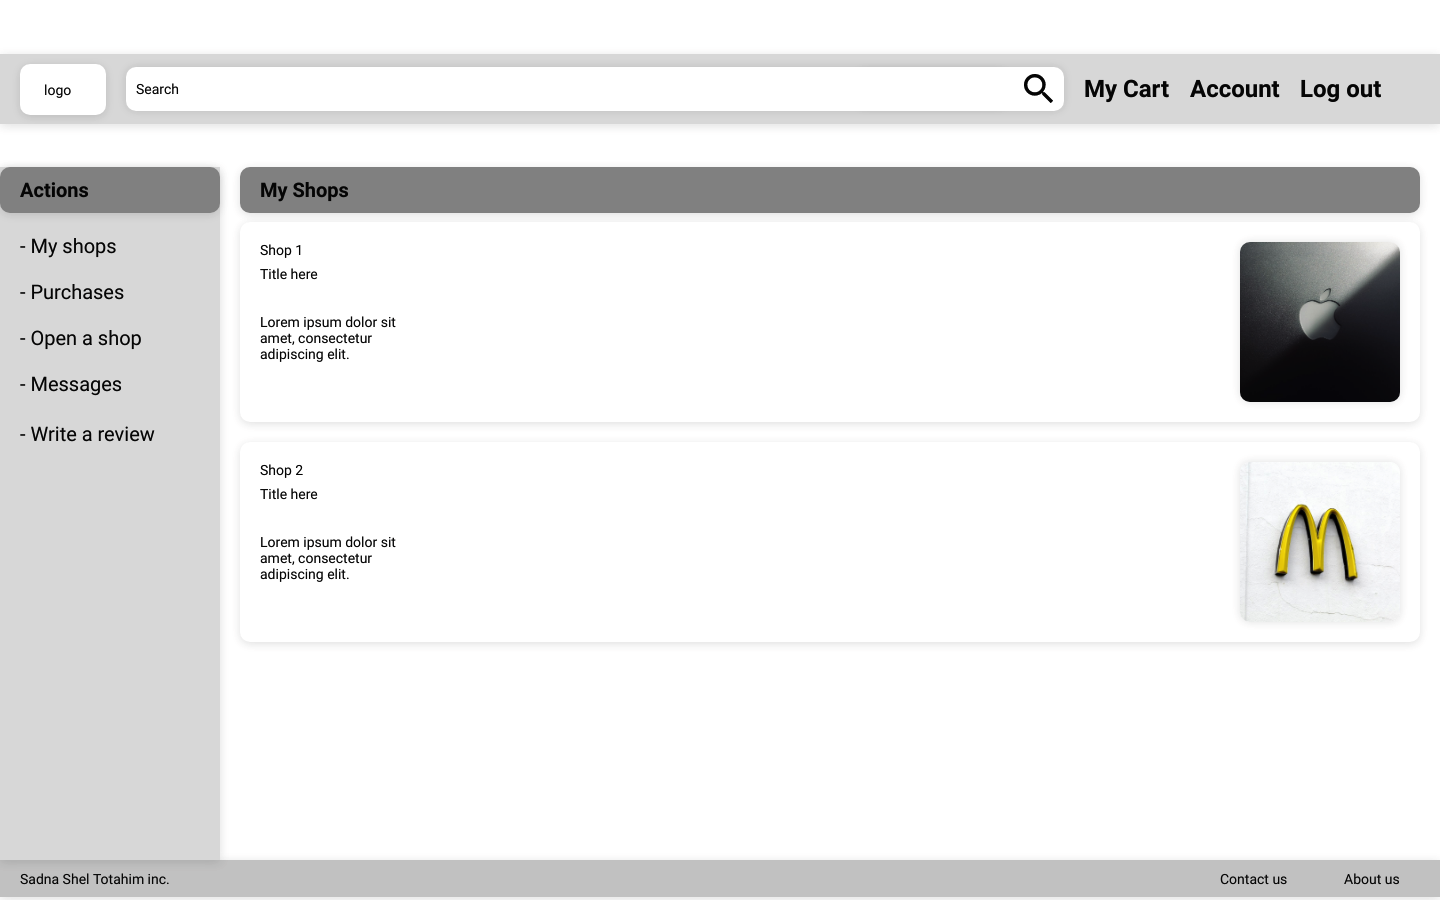 logo
Search
My Cart
Account
Log out
Actions
- My shops
- Purchases
- Open a shop
- Messages
- Write a review
My Shops
Shop 1
Title here
Lorem ipsum dolor sit
amet, consectetur
adipiscing elit.
Shop 2
Title here
Lorem ipsum dolor sit
amet, consectetur
adipiscing elit.
Sadna Shel Totahim inc.
Contact us
About us